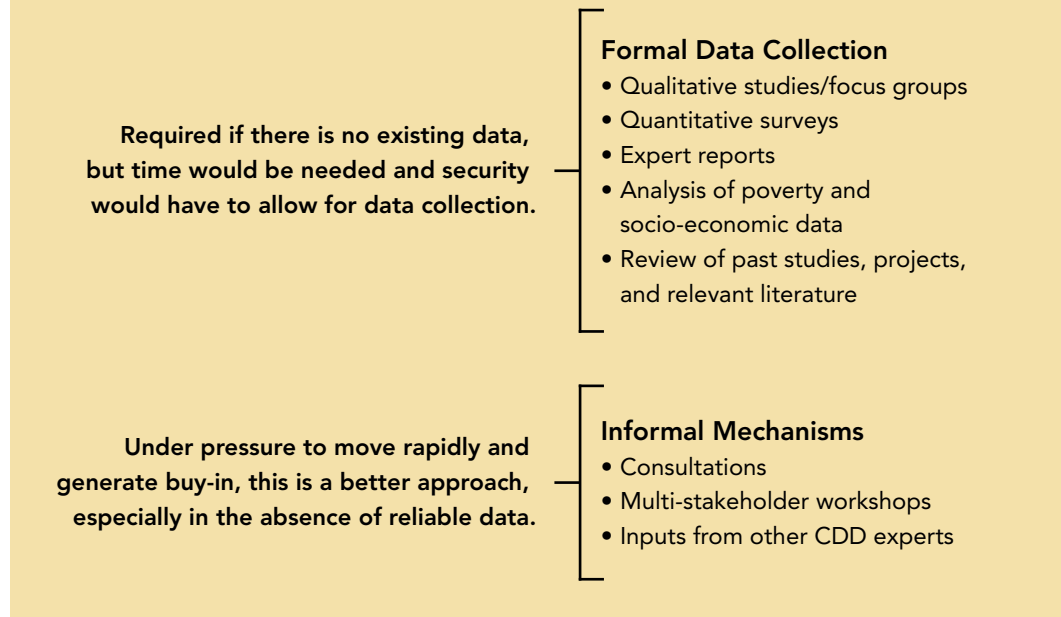 Required if there is no existing data,
but time would be needed and security
would have to allow for data collection.
Formal Data Collection
• Qualitative studies/focus groups
• Quantitative surveys
• Expert reports
• Analysis of poverty and
socio-economic data
• Review of past studies, projects,
and relevant literature
Under pressure to move rapidly and
generate buy-in, this is a better approach,
especially in the absence of reliable data.
Informal Mechanisms
• Consultations
• Multi-stakeholder workshops
• Inputs from other CDD experts